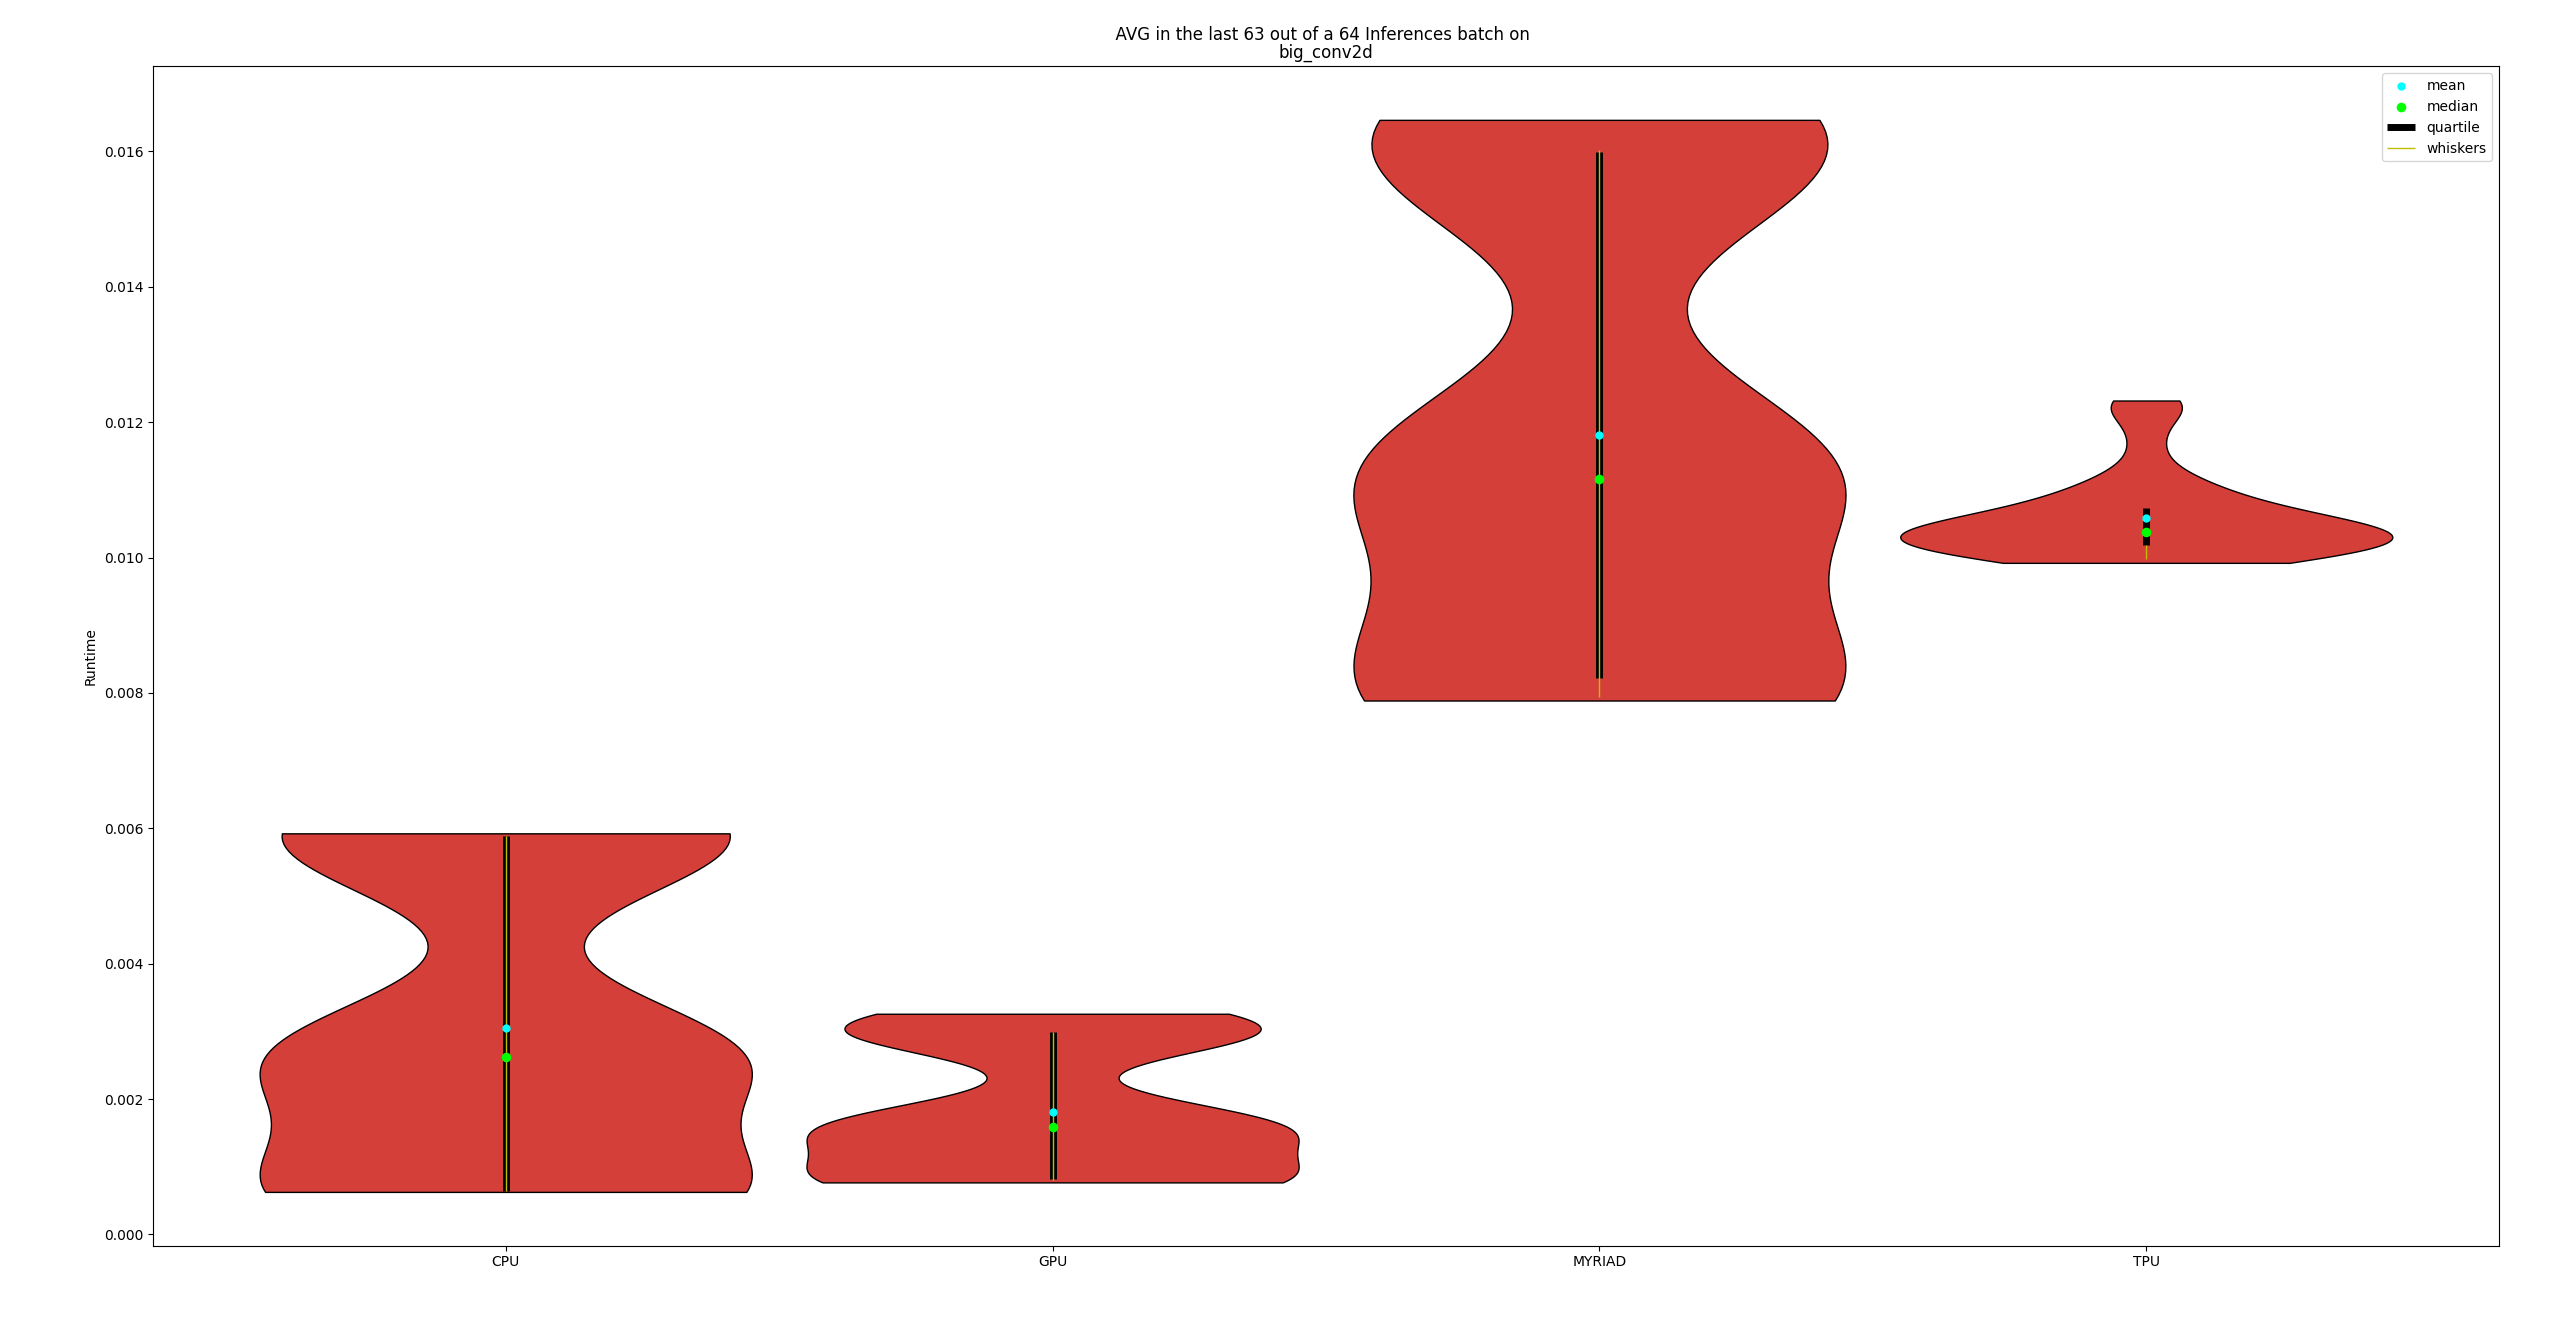 AVG in the last 63 out of a 64 Inferences batch on
big_conv2d
mean
median
quartile
whiskers
0.016
0.014
0.012
0.010
0.008
0.006
0.004
0.002
0.000
Runtime
CPU GPU MYRIAD TPU